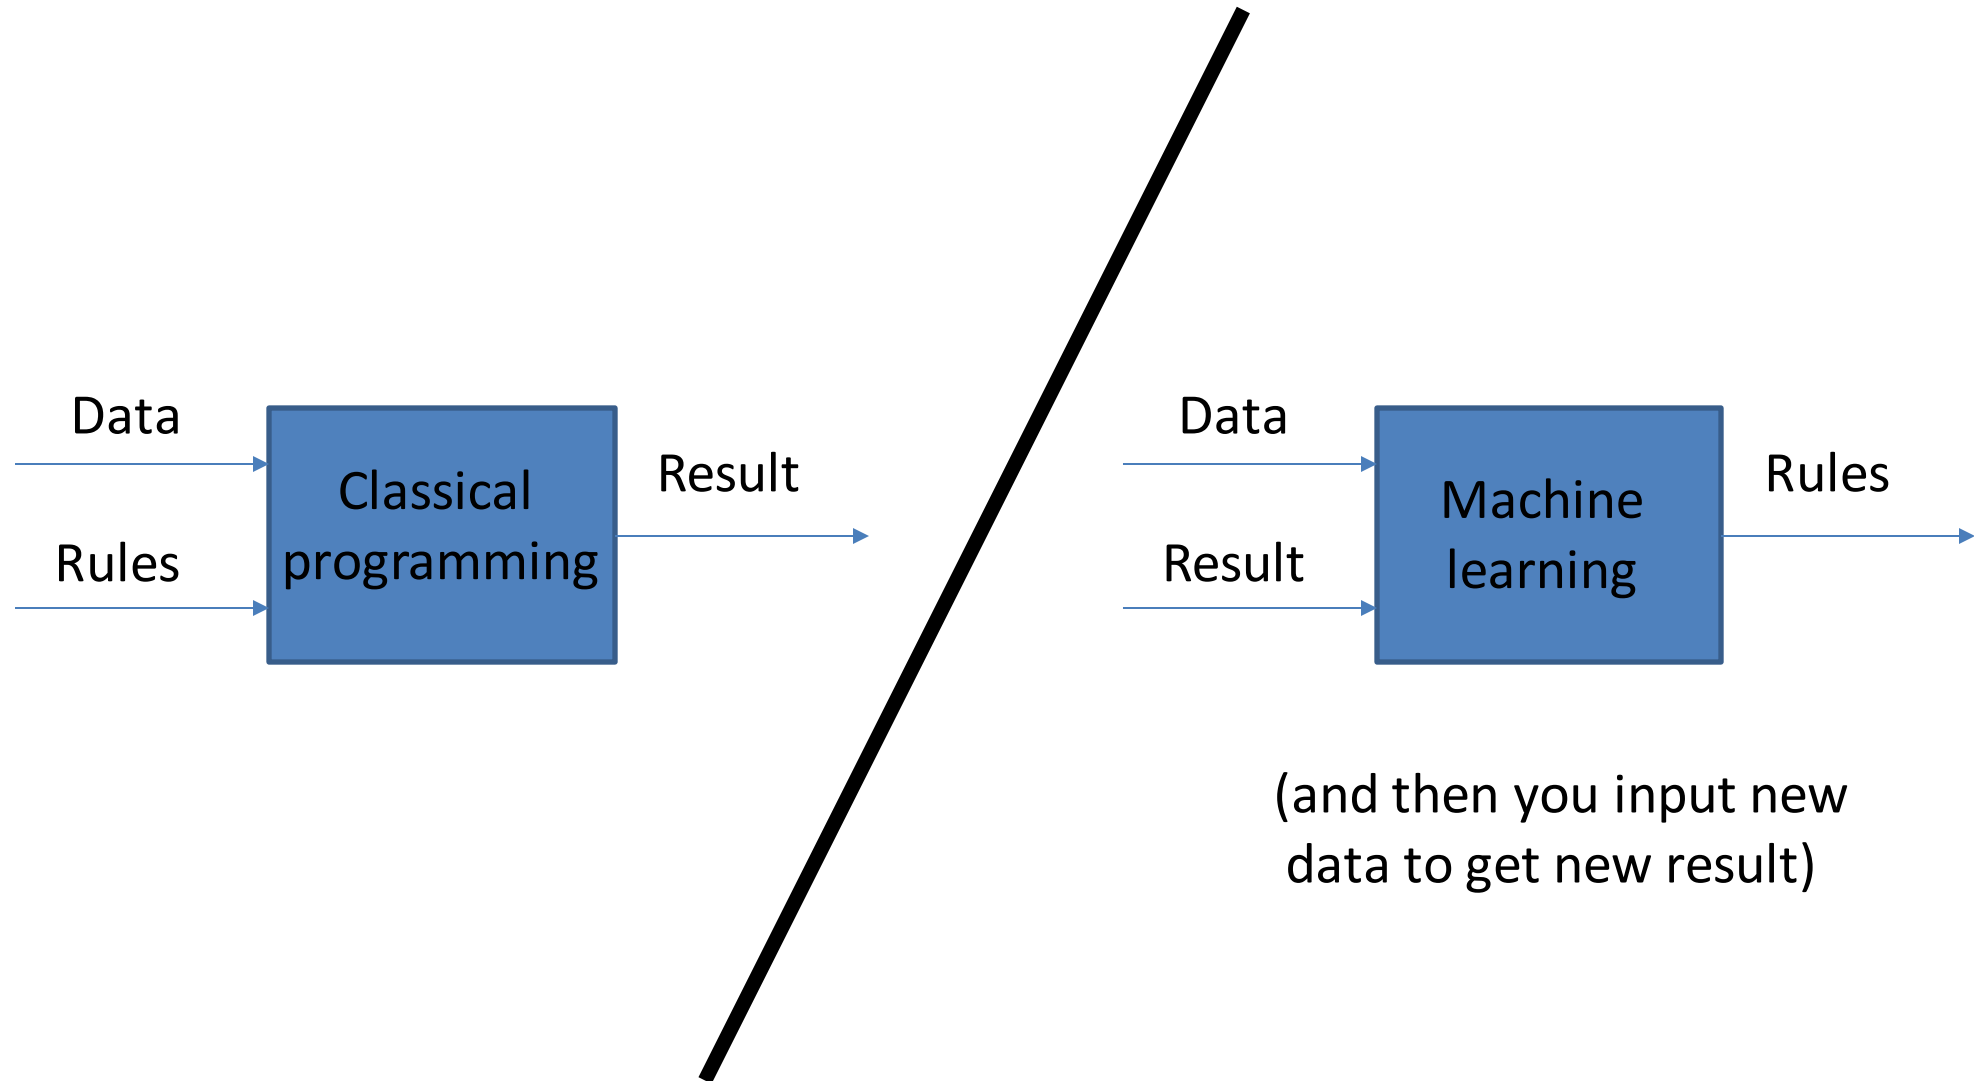 Data
Rules
Classical
programming
Result
Data
Result
Machine
learning
Rules
(and then you input new
data to get new result)